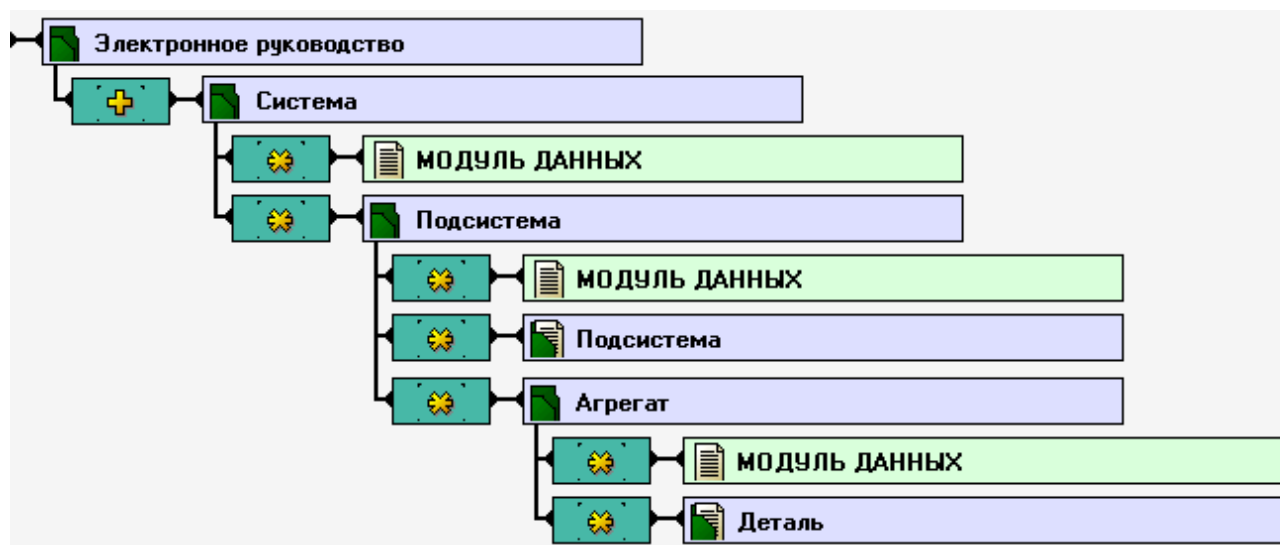 Электронное руководство
Система
МОДУЛЬ ДАННЫХ
Подсистема
МОДУЛЬ ДАННЫХ
Подсистема
Агрегат
МОДУЛЬ ДАННЫХ
Деталь